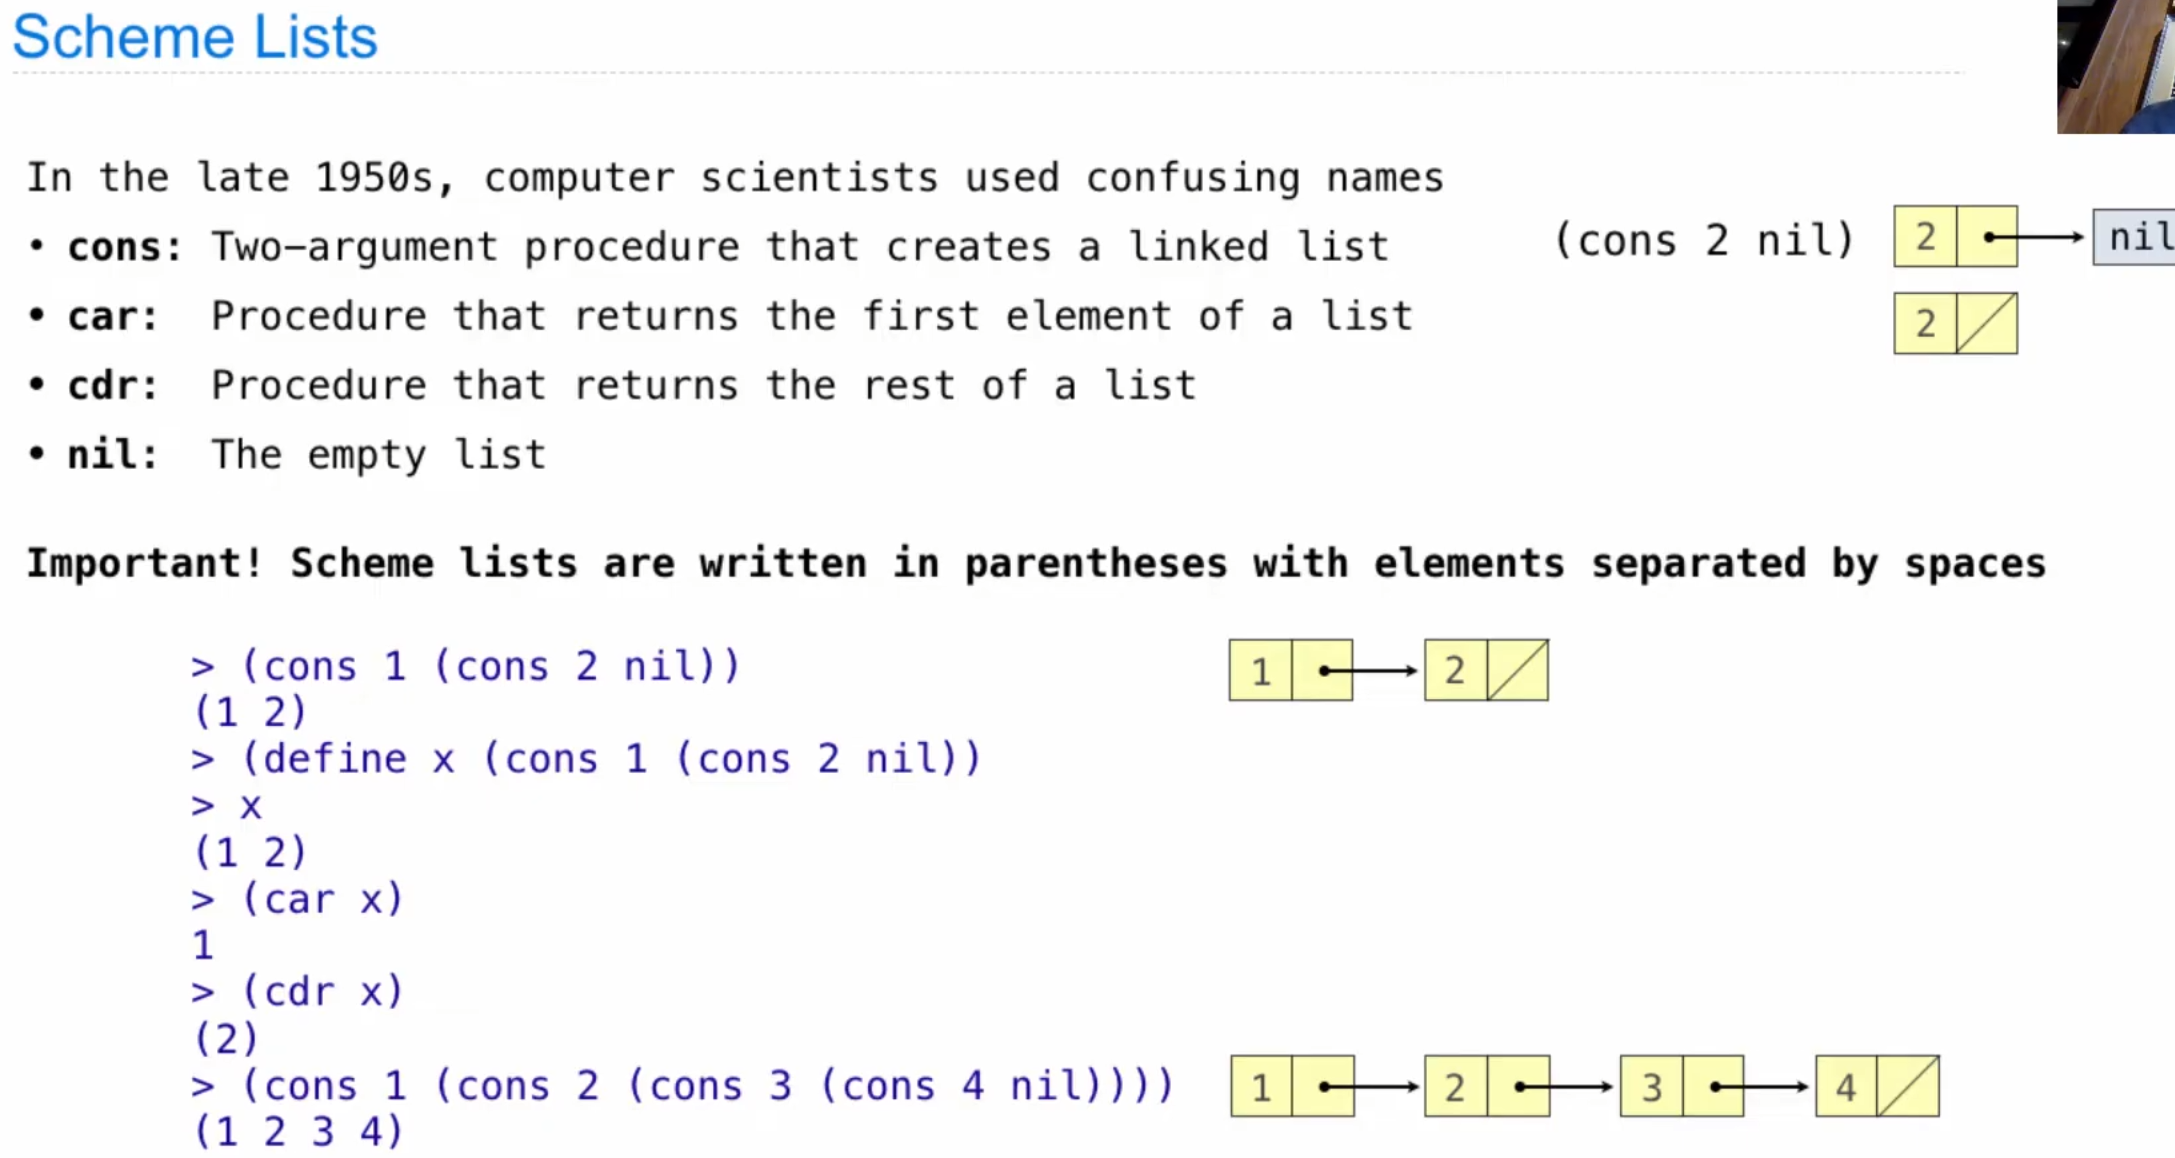 Scheme Lists
In the late 1950s, computer scientists used confusing names
• cons: Two-argument procedure that creates a linked list
(cons 2 nil) 2 nil
2
• car: Procedure that returns the first element of a list
• cdr: Procedure that returns the rest of a list
• nil: The empty list
Important! Scheme lists are written in parentheses with elements separated by spaces
> (cons 1 (cons 2 nil))
1 2
(1 2)
> (define x (cons 1 (cons 2 nil))
> x
(1 2)
> (car x)
1
> (cdr x)
(2)
> (cons 1 (cons 2 (cons 3 (cons 4 nil))))
1 2 3 4
(1 2 3 4)